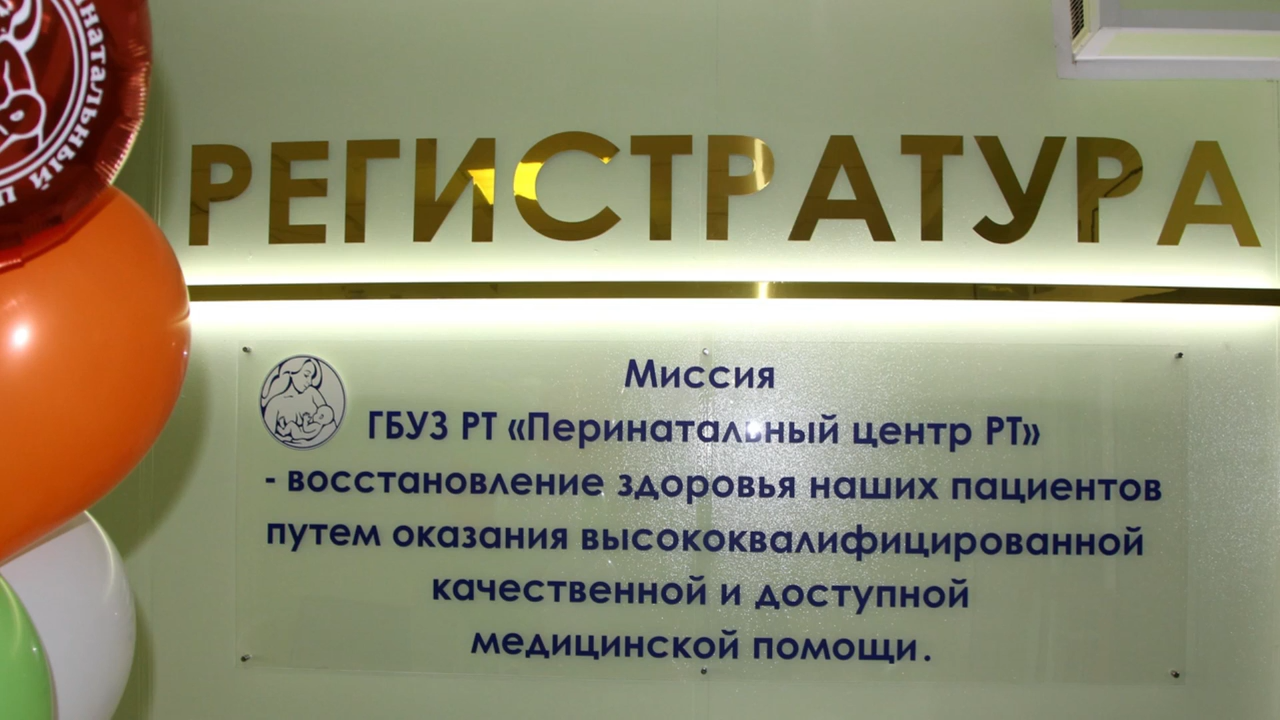 РЕГИСТРАТУРА
Миссия
ГБУЗ РТ «Перинатальный центр РТ»
- восстановление здоровья наших пациентов
путем оказания высококвалифицированной
качественной и доступной
медицинской помощи.